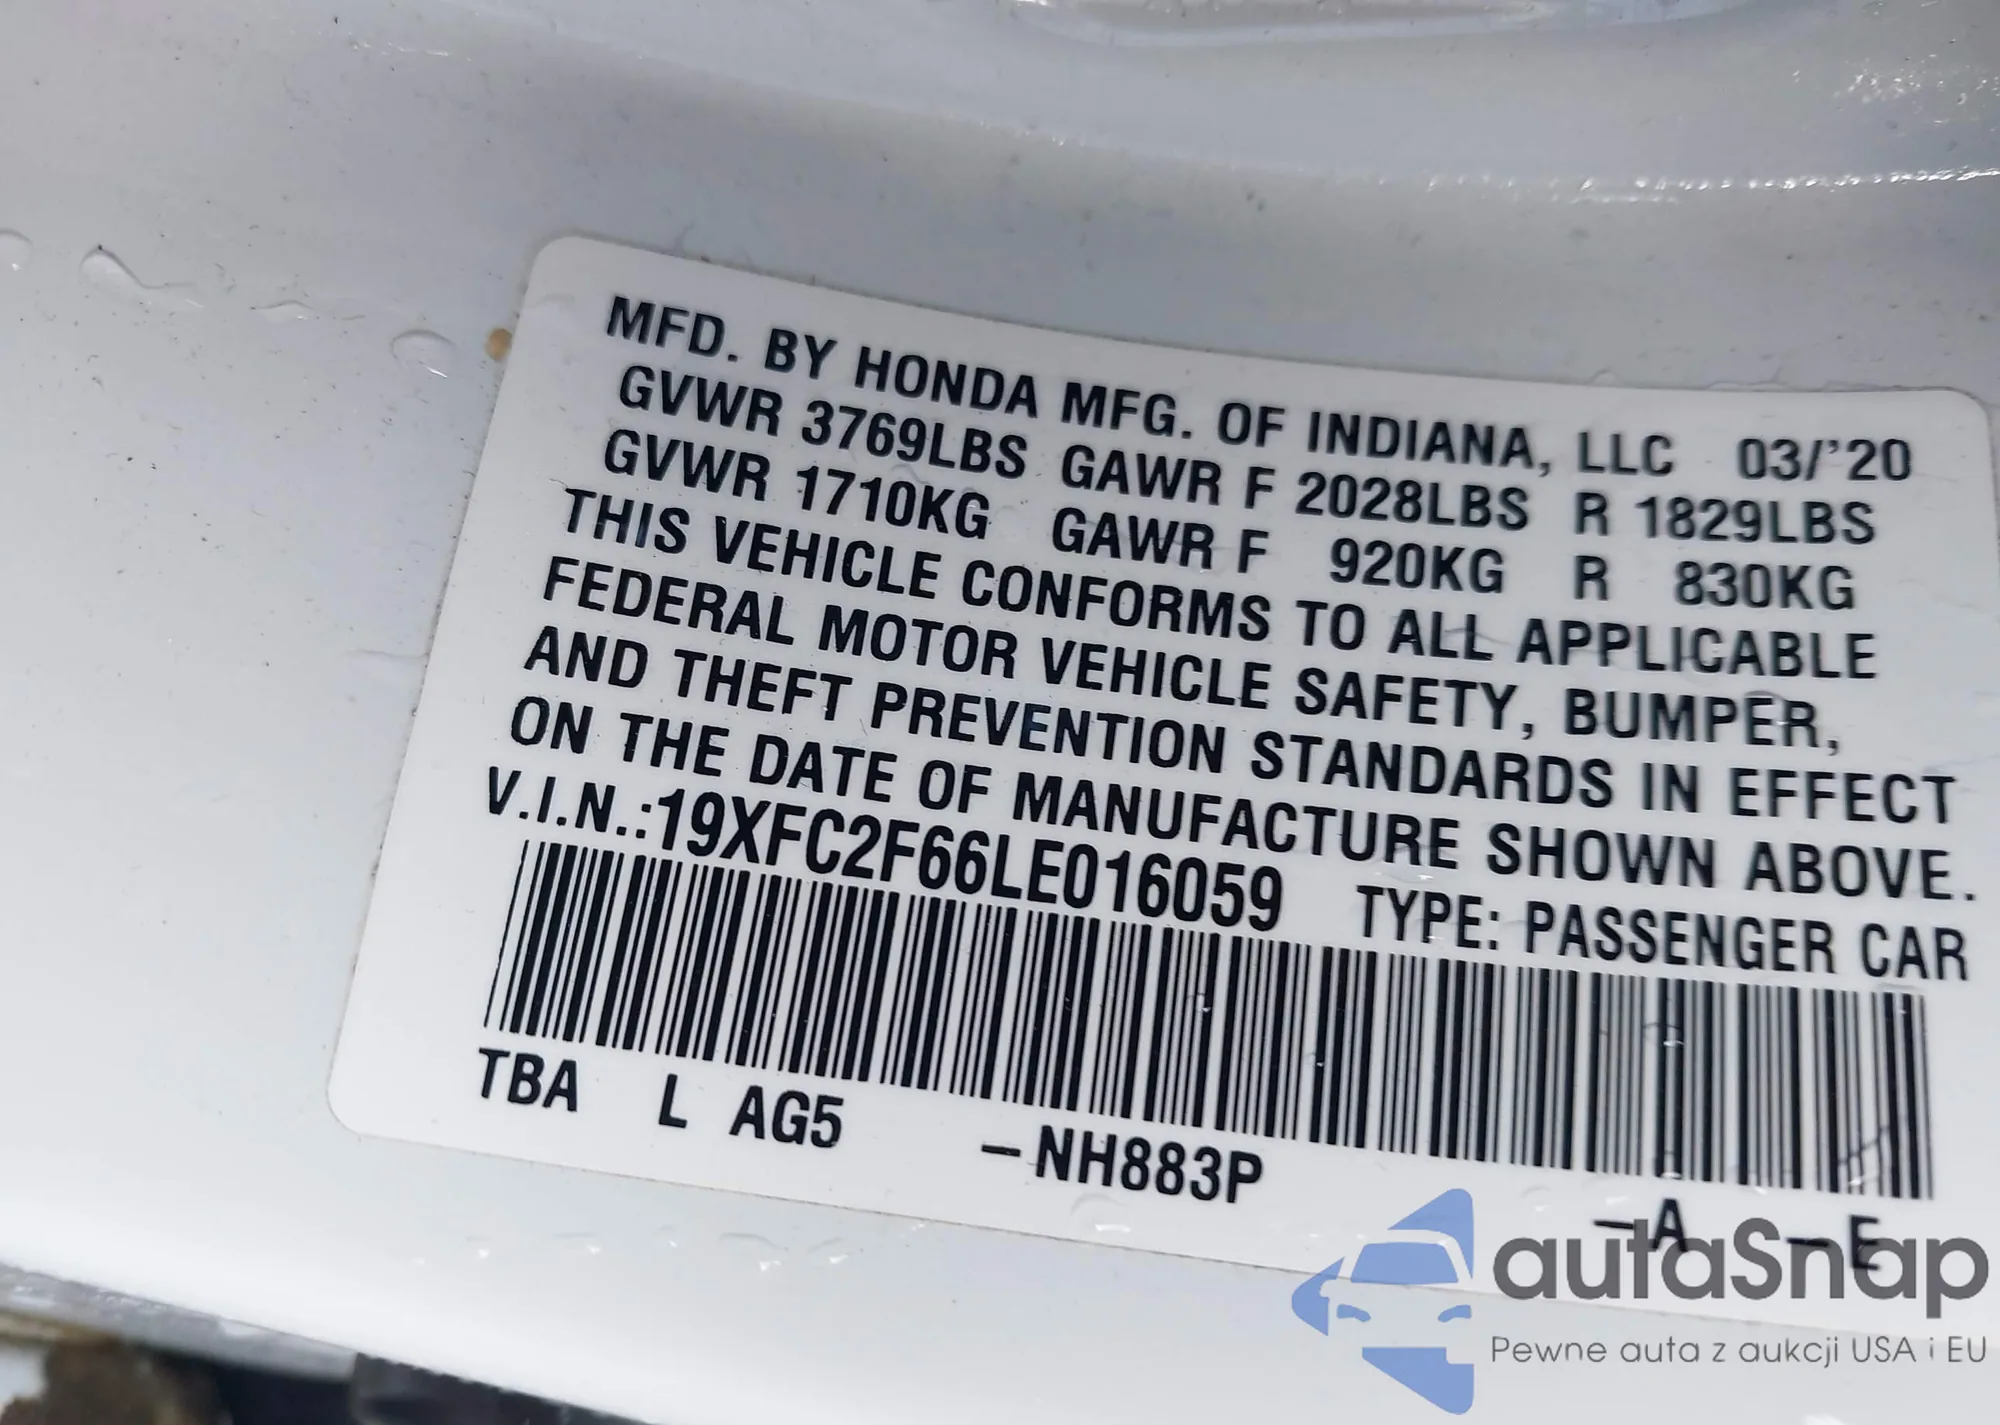 MFD. BY HONDA MFG. OF INDIANA, LLC 03/'20
GVWR 3769LBS GAWR F 2028LBS R 1829LBS
GVWR 1710KG GAWR F 920KG R 830KG
THIS VEHICLE CONFORMS TO ALL APPLICABLE
FEDERAL MOTOR VEHICLE SAFETY, BUMPER,
AND THEFT PREVENTION STANDARDS IN EFFECT
ON THE DATE OF MANUFACTURE SHOWN ABOVE.
V.I.N.:19XFC2F66LE016059 TYPE: PASSENGER CAR
TBA L AG5 –NH883P –A –E
autaSnap
Pewne auta z aukcji USA i EU